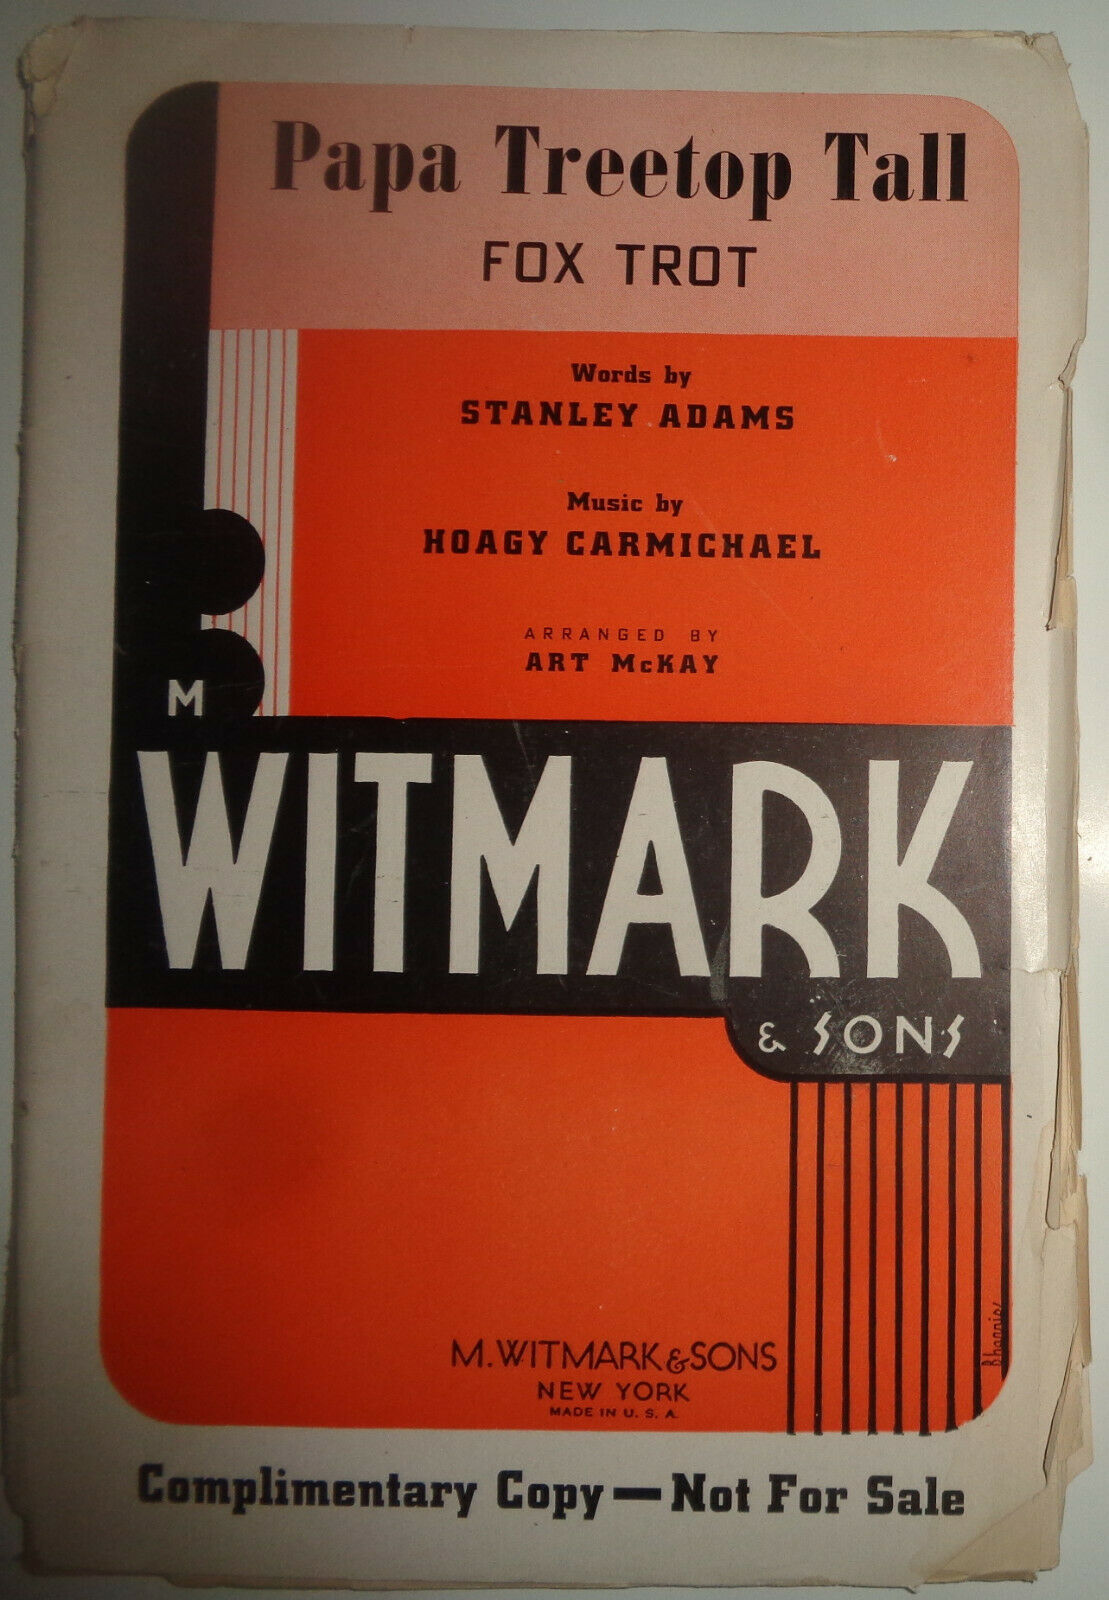 Papa Treetop Tall
FOX TROT
Words by
STANLEY ADAMS
Music by
HOAGY CARMICHAEL
ARRANGED BY
ART McKAY
M
WITMARK
& SONS
M. WITMARK & SONS
NEW YORK
MADE IN U. S. A.
Complimentary Copy — Not For Sale